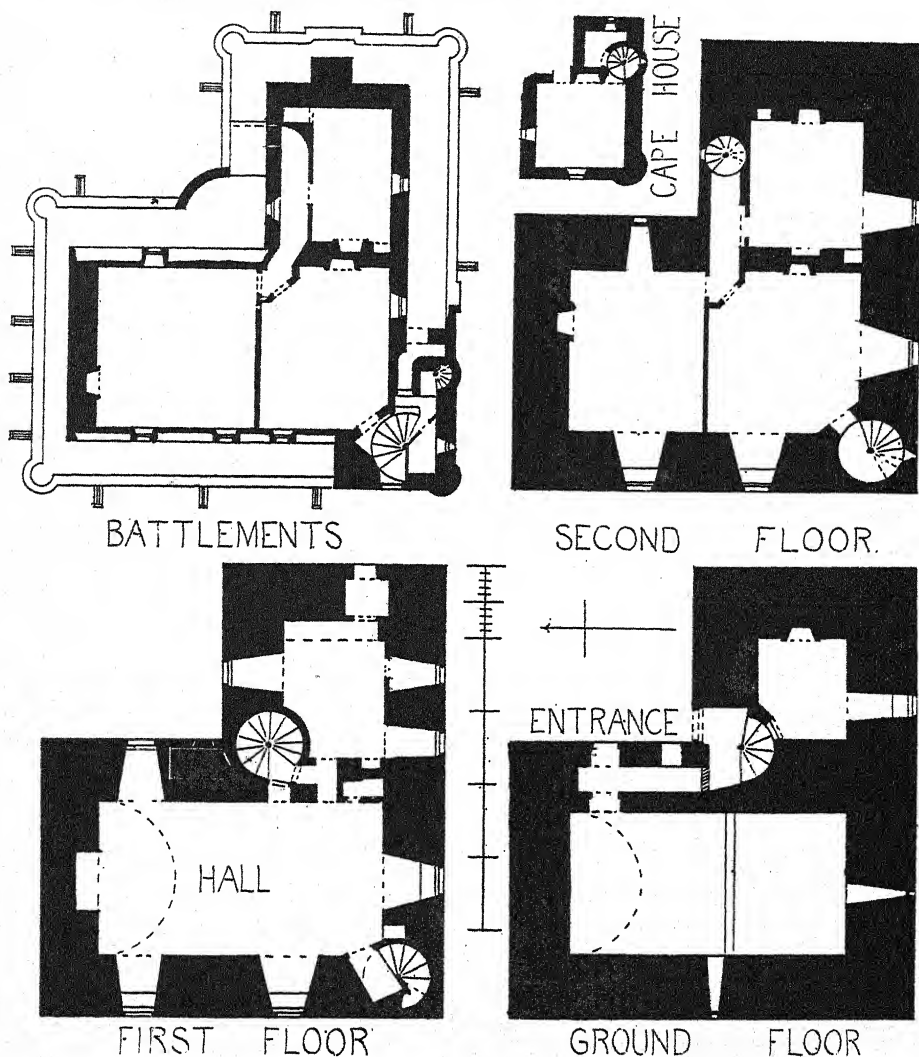 CAPE HOUSE
BATTLEMENTS
SECOND FLOOR.
ENTRANCE
HALL
FIRST FLOOR
GROUND FLOOR